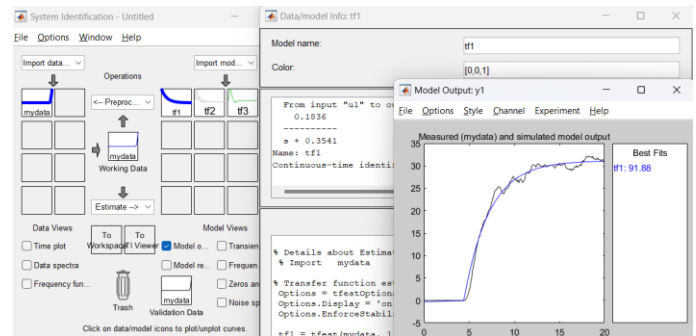 System Identification - Untitled
File Options Window Help
Import data...
Import mod...
Operations
<-- Preproc...
mydata
tf1
tf2
tf3
mydata
Working Data
Estimate -->
Data Views
Model Views
To
Workspace
To
LTI Viewer
Time plot
Data spectra
Frequency fun...
Model o...
Transien
Model re...
Frequen
Zeros an
Noise sp
Trash
mydata
Validation Data
Click on data/model icons to plot/unplot curves.
Data/model Info: tf1
Model name:
tf1
Color:
[0,0,1]
From input "u1" to ou
0.1836
----------
s + 0.3541
Name: tf1
Continuous-time identif
% Details about Estimat
% Import mydata
% Transfer function est
Options = tfestOption
Options.Display = 'on
Options.EnforceStabil
tf1 = tfest(mydata, 1
Model Output: y1
File Options Style Channel Experiment Help
Measured (mydata) and simulated model output
35
30
25
20
15
10
5
0
-5
0
5
10
15
20
Best Fits
tf1: 91.88